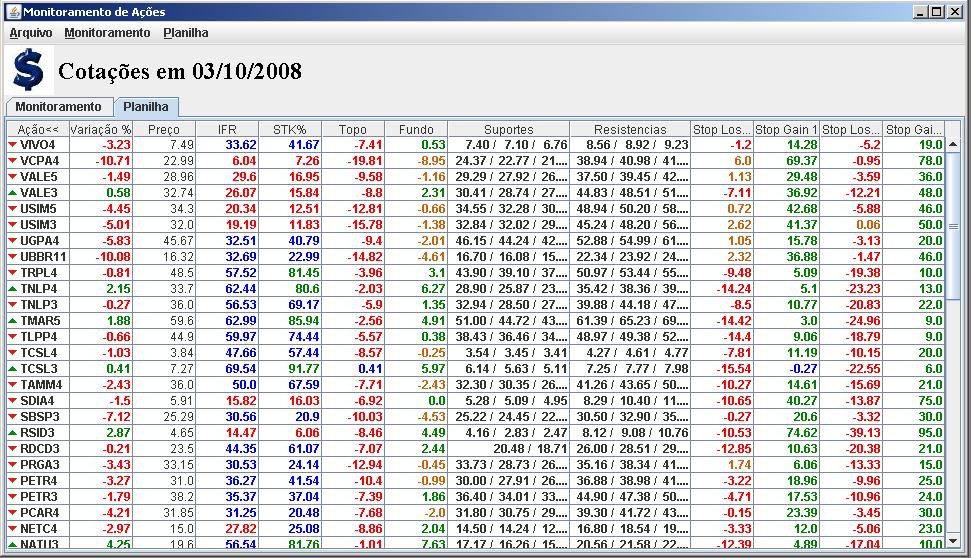 Monitoramento de Ações
Arquivo Monitoramento Planilha
$ Cotações em 03/10/2008
Monitoramento Planilha
Ação<< Variação % Preço IFR STK% Topo Fundo Suportes Resistencias Stop Los... Stop Gain 1 Stop Los... Stop Gai...
VIVO4 -3.23 7.49 33.62 41.67 -7.41 0.53 7.40 / 7.10 / 6.76 8.56 / 8.92 / 9.23 -1.2 14.28 -5.2 19.0
VCPA4 -10.71 22.99 6.04 7.26 -19.81 -8.95 24.37 / 22.77 / 21.... 38.94 / 40.98 / 41.... 6.0 69.37 -0.95 78.0
VALE5 -1.49 28.96 29.6 16.95 -9.58 -1.16 29.29 / 27.92 / 26.... 37.50 / 39.45 / 42.... 1.13 29.48 -3.59 36.0
VALE3 0.58 32.74 26.07 15.84 -8.8 2.31 30.41 / 28.74 / 27.... 44.83 / 48.51 / 51.... -7.11 36.92 -12.21 48.0
USIM5 -4.45 34.3 20.34 12.51 -12.81 -0.66 34.55 / 32.28 / 30.... 48.94 / 50.20 / 58.... 0.72 42.68 -5.88 46.0
USIM3 -5.01 32.0 19.19 11.83 -15.78 -1.38 32.84 / 32.02 / 29.... 45.24 / 48.20 / 56.... 2.62 41.37 0.06 50.0
UGPA4 -5.83 45.67 32.51 40.79 -9.4 -2.01 46.15 / 44.24 / 42.... 52.88 / 54.99 / 61.... 1.05 15.78 -3.13 20.0
UBBR11 -10.08 16.32 32.69 22.99 -14.82 -4.61 16.70 / 16.08 / 15.... 22.34 / 23.92 / 24.... 2.32 36.88 -1.47 46.0
TRPL4 -0.81 48.5 57.52 81.45 -3.96 3.1 43.90 / 39.10 / 37.... 50.97 / 53.44 / 55.... -9.48 5.09 -19.38 10.0
TNLP4 2.15 33.7 62.44 80.6 -2.03 6.27 28.90 / 25.87 / 23.... 35.42 / 38.36 / 39.... -14.24 5.1 -23.23 13.0
TNLP3 -0.27 36.0 56.53 69.17 -5.9 1.35 32.94 / 28.50 / 27.... 39.88 / 44.18 / 47.... -8.5 10.77 -20.83 22.0
TMAR5 1.88 59.6 62.99 85.94 -2.56 4.91 51.00 / 44.72 / 43.... 61.39 / 65.23 / 69.... -14.42 3.0 -24.96 9.0
TLPP4 -0.66 44.9 59.97 74.44 -5.57 0.38 38.43 / 36.46 / 34.... 48.97 / 49.38 / 52.... -14.4 9.06 -18.79 9.0
TCSL4 -1.03 3.84 47.66 57.44 -8.57 -0.25 3.54 / 3.45 / 3.41 4.27 / 4.61 / 4.77 -7.81 11.19 -10.15 20.0
TCSL3 0.41 7.27 69.54 91.77 0.41 5.97 6.14 / 5.63 / 5.11 7.25 / 7.77 / 7.98 -15.54 -0.27 -22.55 6.0
TAMM4 -2.43 36.0 50.0 67.59 -7.71 -2.43 32.30 / 30.35 / 26.... 41.26 / 43.65 / 50.... -10.27 14.61 -15.69 21.0
SDIA4 -1.5 5.91 15.82 16.03 -6.92 0.0 5.28 / 5.09 / 4.95 8.29 / 10.40 / 11.... -10.65 40.27 -13.87 75.0
SBSP3 -7.12 25.29 30.56 20.9 -10.03 -4.53 25.22 / 24.45 / 22.... 30.50 / 32.90 / 35.... -0.27 20.6 -3.32 30.0
RSID3 2.87 4.65 14.47 6.06 -8.46 4.49 4.16 / 2.83 / 2.47 8.12 / 9.08 / 10.76 -10.53 74.62 -39.13 95.0
RDCD3 -0.21 23.5 44.35 61.07 -7.07 2.44 20.48 / 18.71 26.00 / 28.51 / 29.... -12.85 10.63 -20.38 21.0
PRGA3 -3.43 33.15 30.53 24.14 -12.94 -0.45 33.73 / 28.73 / 26.... 35.16 / 38.34 / 41.... 1.74 6.06 -13.33 15.0
PETR4 -3.27 31.0 36.27 41.54 -10.4 -0.99 30.00 / 27.91 / 26.... 36.88 / 38.98 / 41.... -3.22 18.96 -9.96 25.0
PETR3 -1.79 38.2 35.37 37.04 -7.39 1.86 36.40 / 34.01 / 33.... 44.90 / 47.38 / 50.... -4.71 17.53 -10.96 24.0
PCAR4 -4.21 31.85 31.25 20.48 -7.68 -2.0 31.80 / 30.75 / 29.... 39.30 / 41.72 / 43.... -0.15 23.39 -3.45 30.0
NETC4 -2.97 15.0 27.82 25.08 -8.86 2.04 14.50 / 14.24 / 12.... 16.80 / 18.54 / 19.... -3.33 12.0 -5.06 23.0
NATU3 4.25 19.6 56.54 81.76 -1.01 7.63 17.17 / 16.26 / 15.... 20.56 / 21.58 / 22.... -12.39 4.89 -17.04 10.0